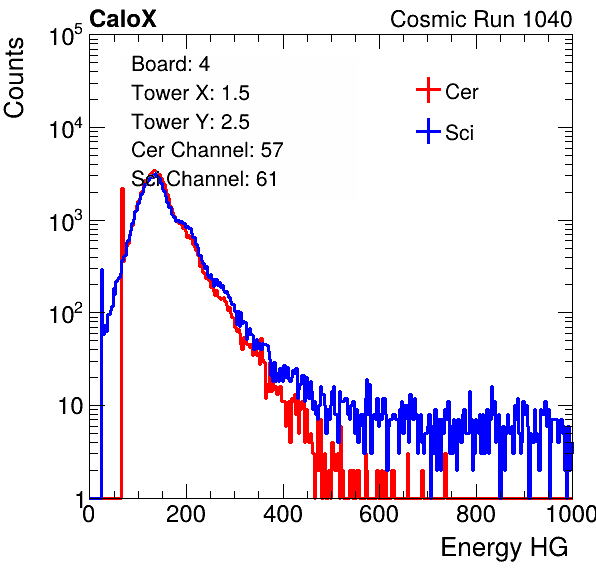 CaloX
Cosmic Run 1040
Counts
Board: 4
Tower X: 1.5
Tower Y: 2.5
Cer Channel: 57
Sci Channel: 61
Cer
Sci
10^5
10^4
10^3
10^2
10
1
0 200 400 600 800 1000
Energy HG